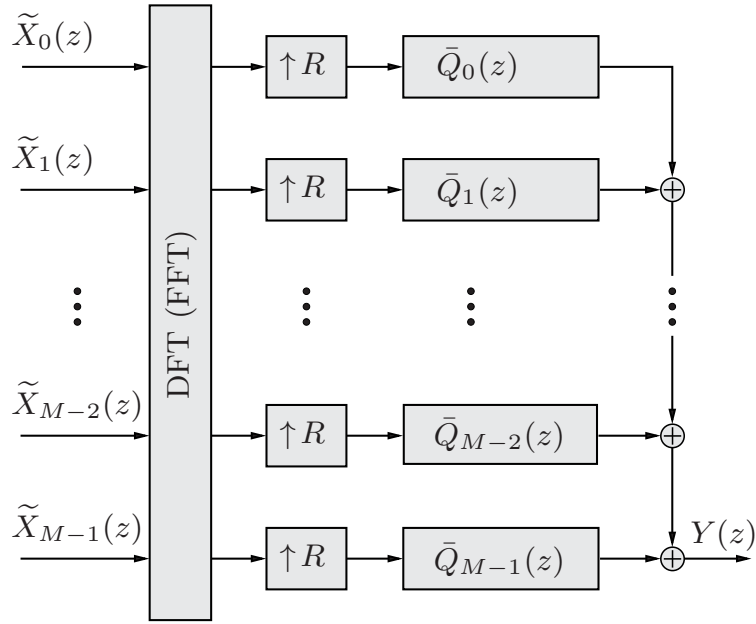 X̃₀(z)
↑R
Q̄₀(z)
X̃₁(z)
↑R
Q̄₁(z)
DFT (FFT)
X̃_{M−2}(z)
↑R
Q̄_{M−2}(z)
X̃_{M−1}(z)
↑R
Q̄_{M−1}(z)
Y(z)